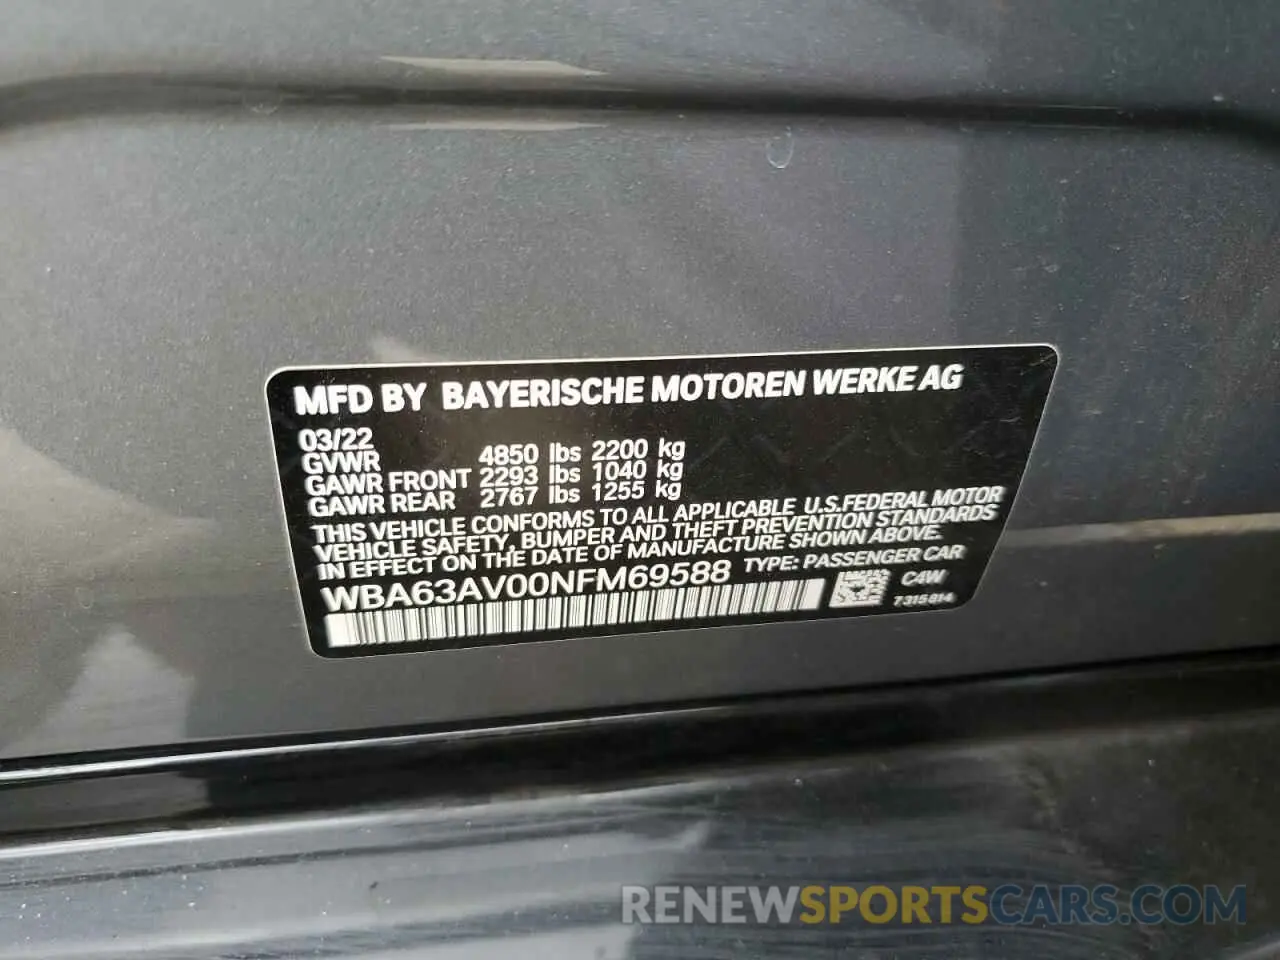 MFD BY BAYERISCHE MOTOREN WERKE AG
03/22
GVWR 4850 lbs 2200 kg
GAWR FRONT 2293 lbs 1040 kg
GAWR REAR 2767 lbs 1255 kg
THIS VEHICLE CONFORMS TO ALL APPLICABLE U.S.FEDERAL MOTOR
VEHICLE SAFETY, BUMPER AND THEFT PREVENTION STANDARDS
IN EFFECT ON THE DATE OF MANUFACTURE SHOWN ABOVE.
WBA63AV00NFM69588 TYPE: PASSENGER CAR
C4W
7315814
RENEWSPORTSCARS.COM